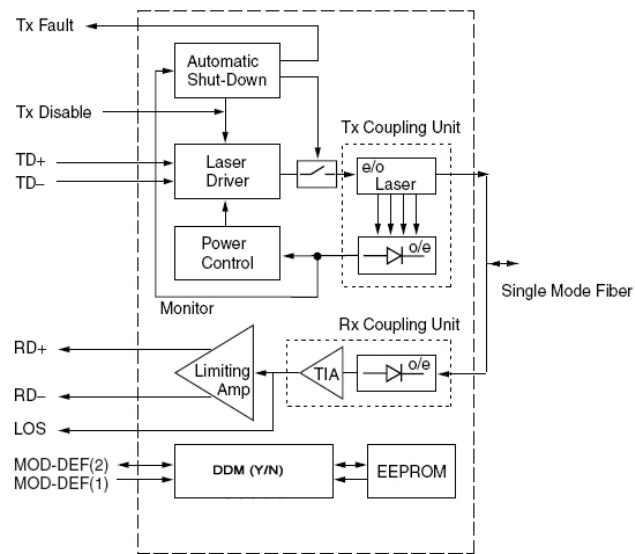 Tx Fault
Automatic
Shut-Down
Tx Disable
Tx Coupling Unit
TD+
TD–
Laser
Driver
e/o
Laser
Power
Control
o/e
Monitor
Single Mode Fiber
Rx Coupling Unit
RD+
RD–
Limiting
Amp
TIA
o/e
LOS
MOD-DEF(2)
MOD-DEF(1)
DDM (Y/N)
EEPROM